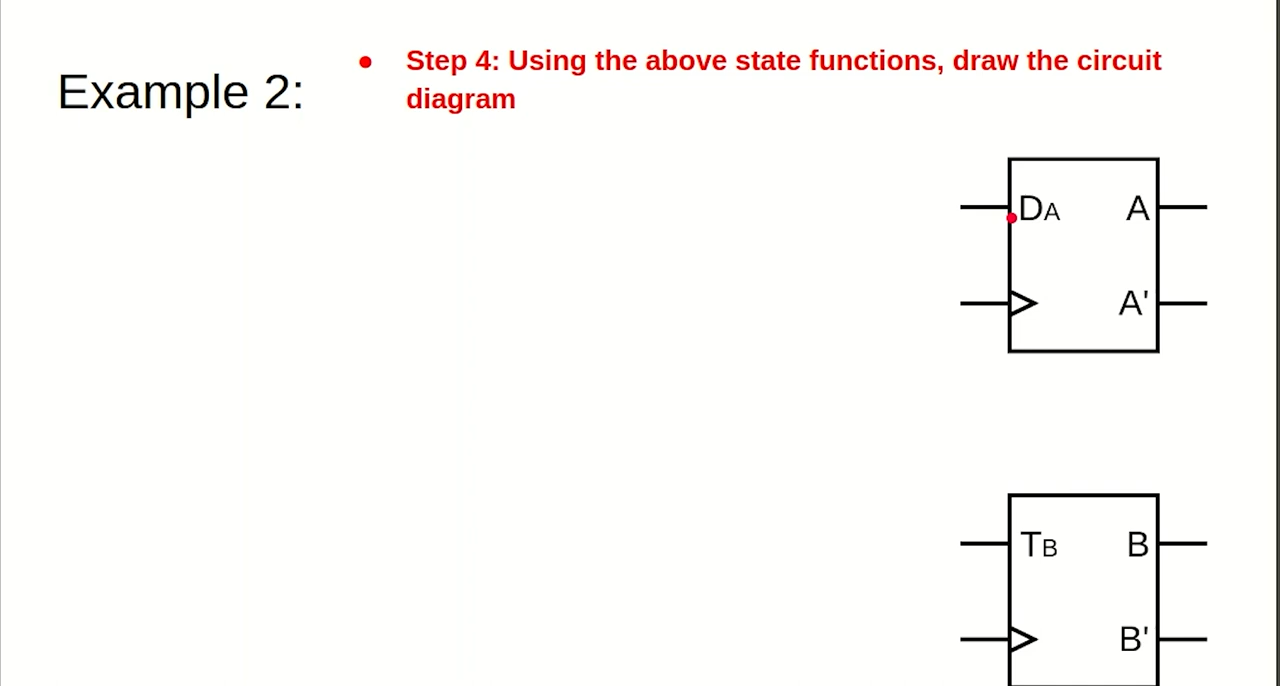 Example 2:
• Step 4: Using the above state functions, draw the circuit
diagram
DA A
A'
TB B
B'